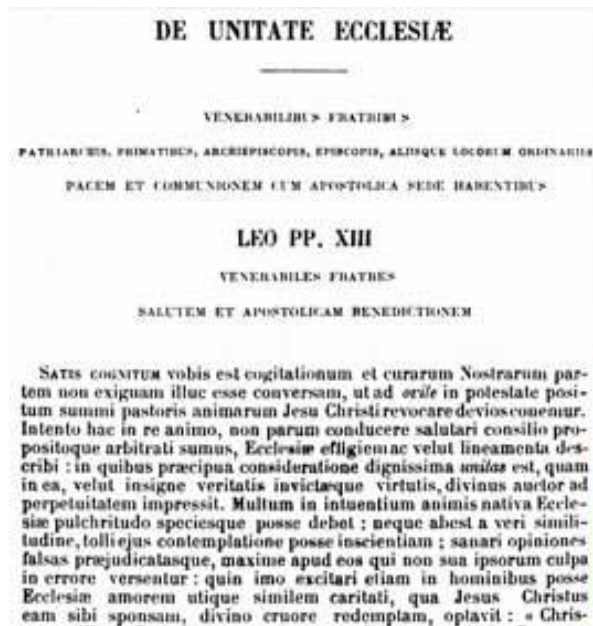 DE UNITATE ECCLESIÆ
VENERABILIBUS FRATRIBUS
PATRIARCHIS, PRIMATIBUS, ARCHIEPISCOPIS, EPISCOPIS, ALIISQUE LOCORUM ORDINARIIS
PACEM ET COMMUNIONEM CUM APOSTOLICA SEDE HABENTIBUS
LEO PP. XIII
VENERABILES FRATRES
SALUTEM ET APOSTOLICAM BENEDICTIONEM
SATIS COGNITUM vobis est cogitationum et curarum Nostrarum par-
tem non exiguam illuc esse conversam, ut ad ovile in potestate posi-
tum summi pastoris animarum Jesu Christi revocare devios conemur.
Intento hac in re animo, non parum conducere salutari consilio pro-
positoque arbitrati sumus, Ecclesiæ effigiem ac velut lineamenta des-
cribi : in quibus præcipua consideratione dignissima unitas est, quam
in ea, velut insigne veritatis invictæque virtutis, divinus auctor ad
perpetuitatem impressit. Multum in intuentium animis nativa Eccle-
siæ pulchritudo speciesque posse debet ; neque abest a veri simili-
tudine, tolli ejus contemplatione posse inscientiam ; sanari opiniones
falsas præjudicatasque, maxime apud eos qui non sua ipsorum culpa
in errore versentur : quin imo excitari etiam in hominibus posse
Ecclesiæ amorem utique similem caritati, qua Jesus Christus
eam sibi sponsam, divino cruore redemptam, optavit : « Chris-